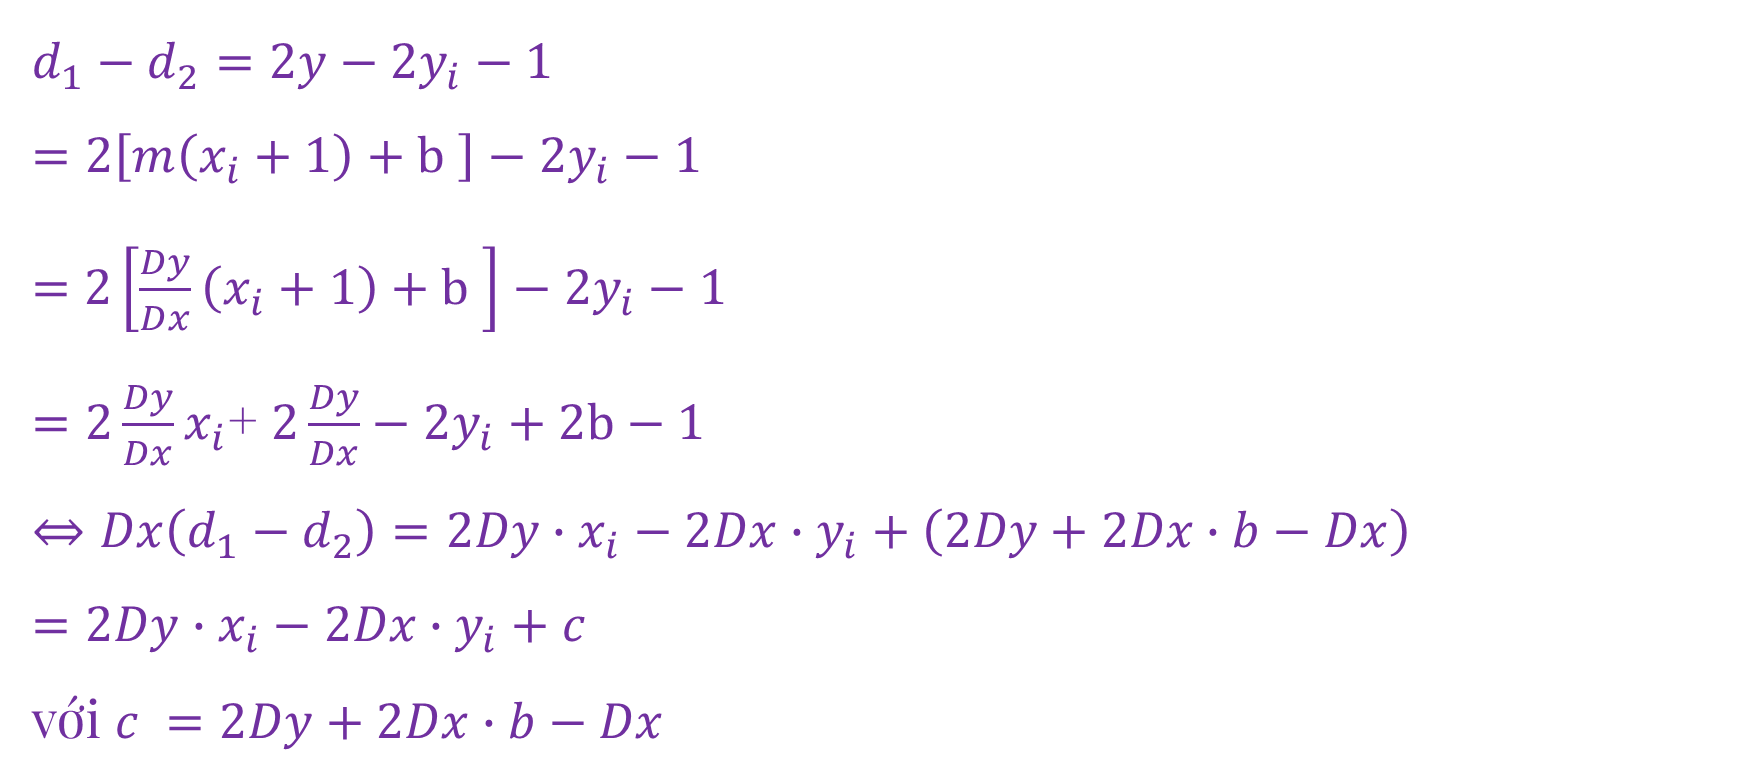 d₁ − d₂ = 2y − 2yᵢ − 1
= 2[m(xᵢ + 1) + b ] − 2yᵢ − 1
= 2 [Dy/Dx (xᵢ + 1) + b ] − 2yᵢ − 1
= 2 Dy/Dx xᵢ + 2 Dy/Dx − 2yᵢ + 2b − 1
⇔ Dx(d₁ − d₂) = 2Dy · xᵢ − 2Dx · yᵢ + (2Dy + 2Dx · b − Dx)
= 2Dy · xᵢ − 2Dx · yᵢ + c
với c = 2Dy + 2Dx · b − Dx